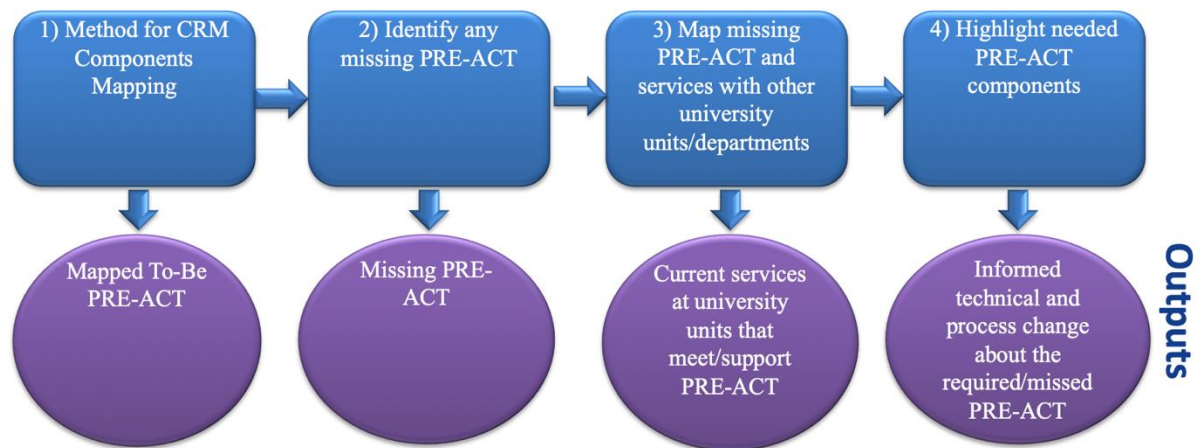 1) Method for CRM
Components
Mapping
2) Identify any
missing PRE-ACT
3) Map missing
PRE-ACT and
services with other
university
units/departments
4) Highlight needed
PRE-ACT
components
Mapped To-Be
PRE-ACT
Missing PRE-
ACT
Current services
at university
units that
meet/support
PRE-ACT
Informed
technical and
process change
about the
required/missed
PRE-ACT
Outputs